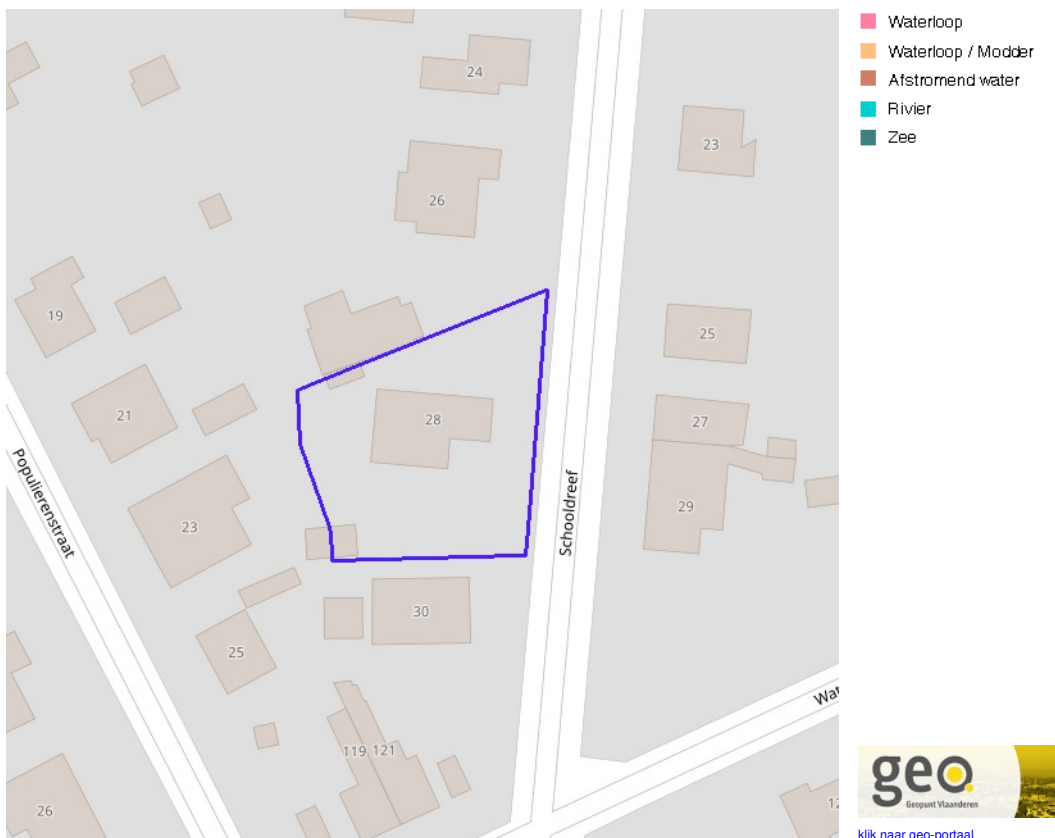 24
26
23
19
21
25
28
27
23
29
30
25
119 121
26
Populierenstraat
Schooldreef
Waterloop
Waterloop / Modder
Afstromend water
Rivier
Zee
geo
Geopunt Vlaanderen
klik naar geo-portaal